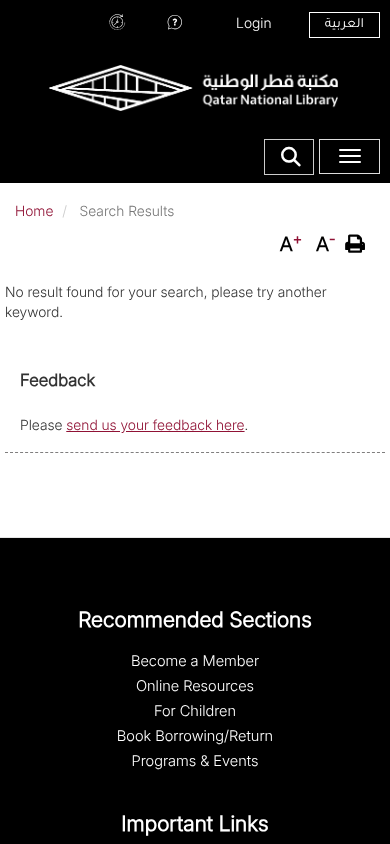 Login
العربية
مكتبة قطر الوطنية
Qatar National Library
Home / Search Results
A+ A-
No result found for your search, please try another
keyword.
Feedback
Please send us your feedback here.
Recommended Sections
Become a Member
Online Resources
For Children
Book Borrowing/Return
Programs & Events
Important Links